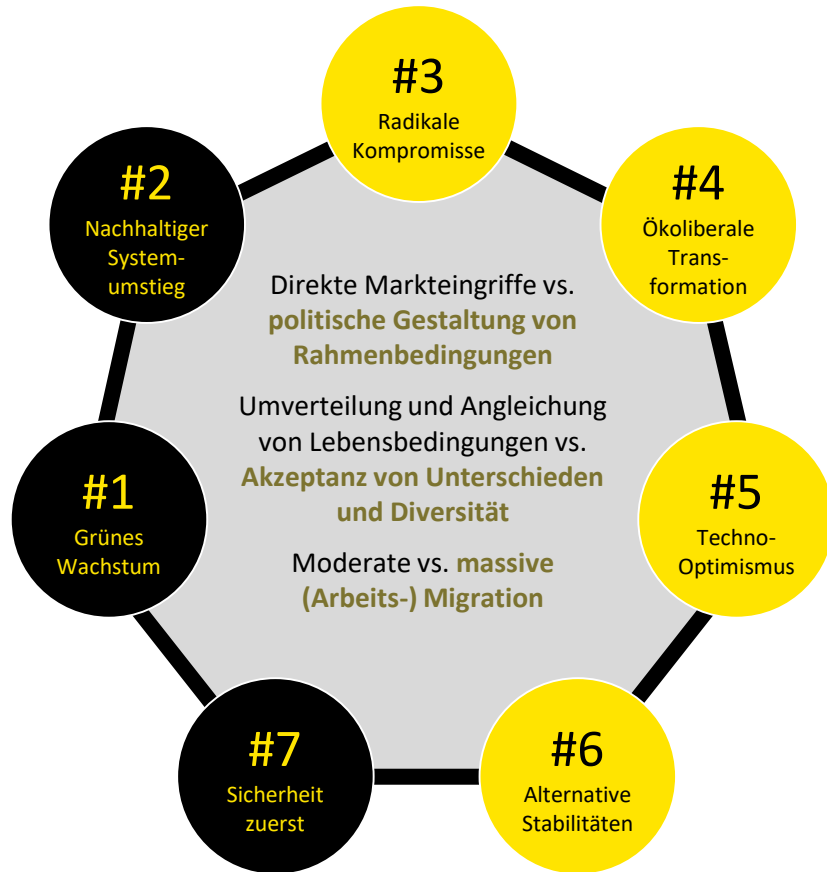 #3
Radikale
Kompromisse
#2
Nachhaltiger
System-
umstieg
#4
Ökoliberale
Trans-
formation
Direkte Markteingriffe vs.
politische Gestaltung von
Rahmenbedingungen
Umverteilung und Angleichung
von Lebensbedingungen vs.
Akzeptanz von Unterschieden
und Diversität
Moderate vs. massive
(Arbeits-) Migration
#1
Grünes
Wachstum
#5
Techno-
Optimismus
#7
Sicherheit
zuerst
#6
Alternative
Stabilitäten